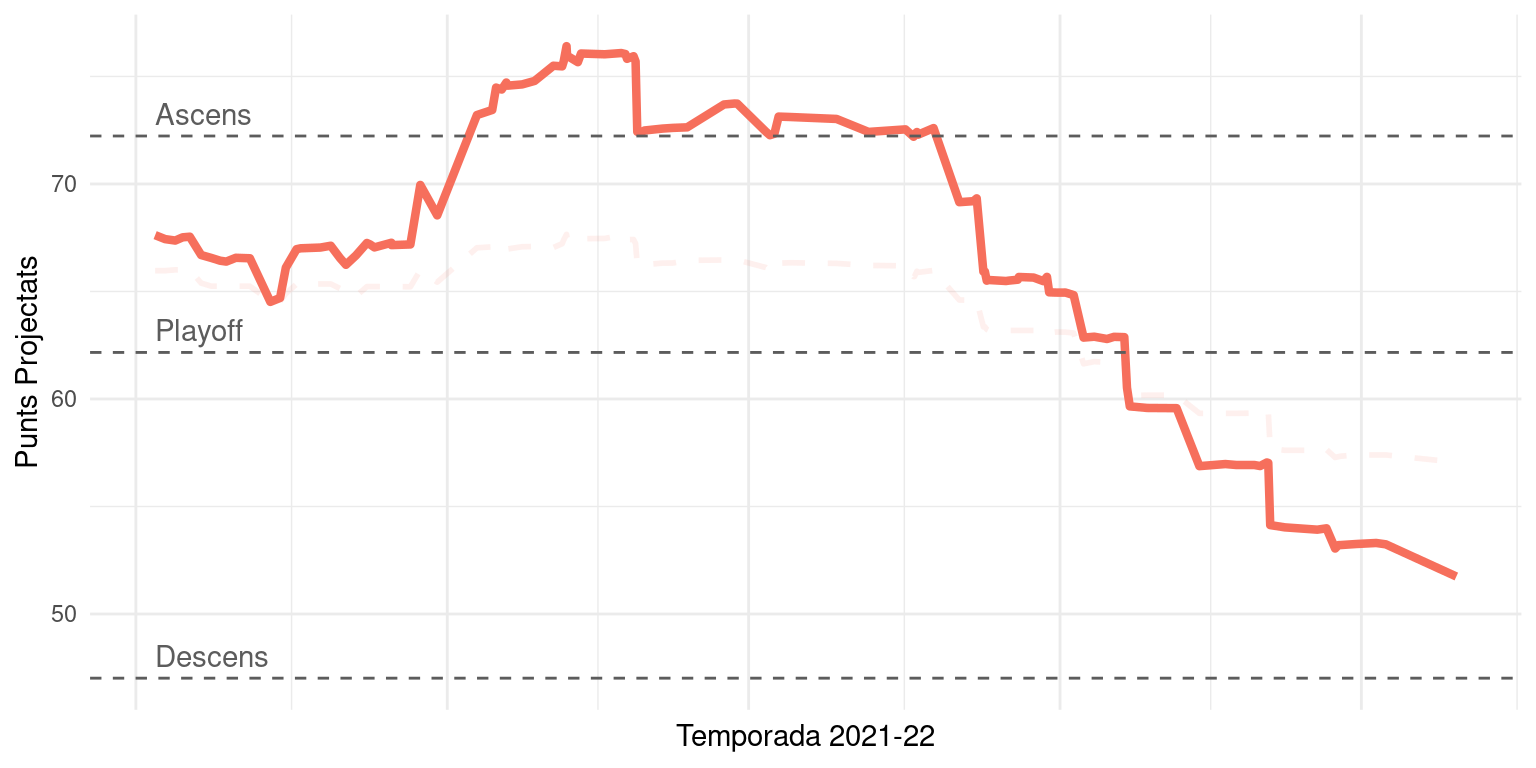 Ascens
70
Playoff
60
50
Descens
Punts Projectats
Temporada 2021-22